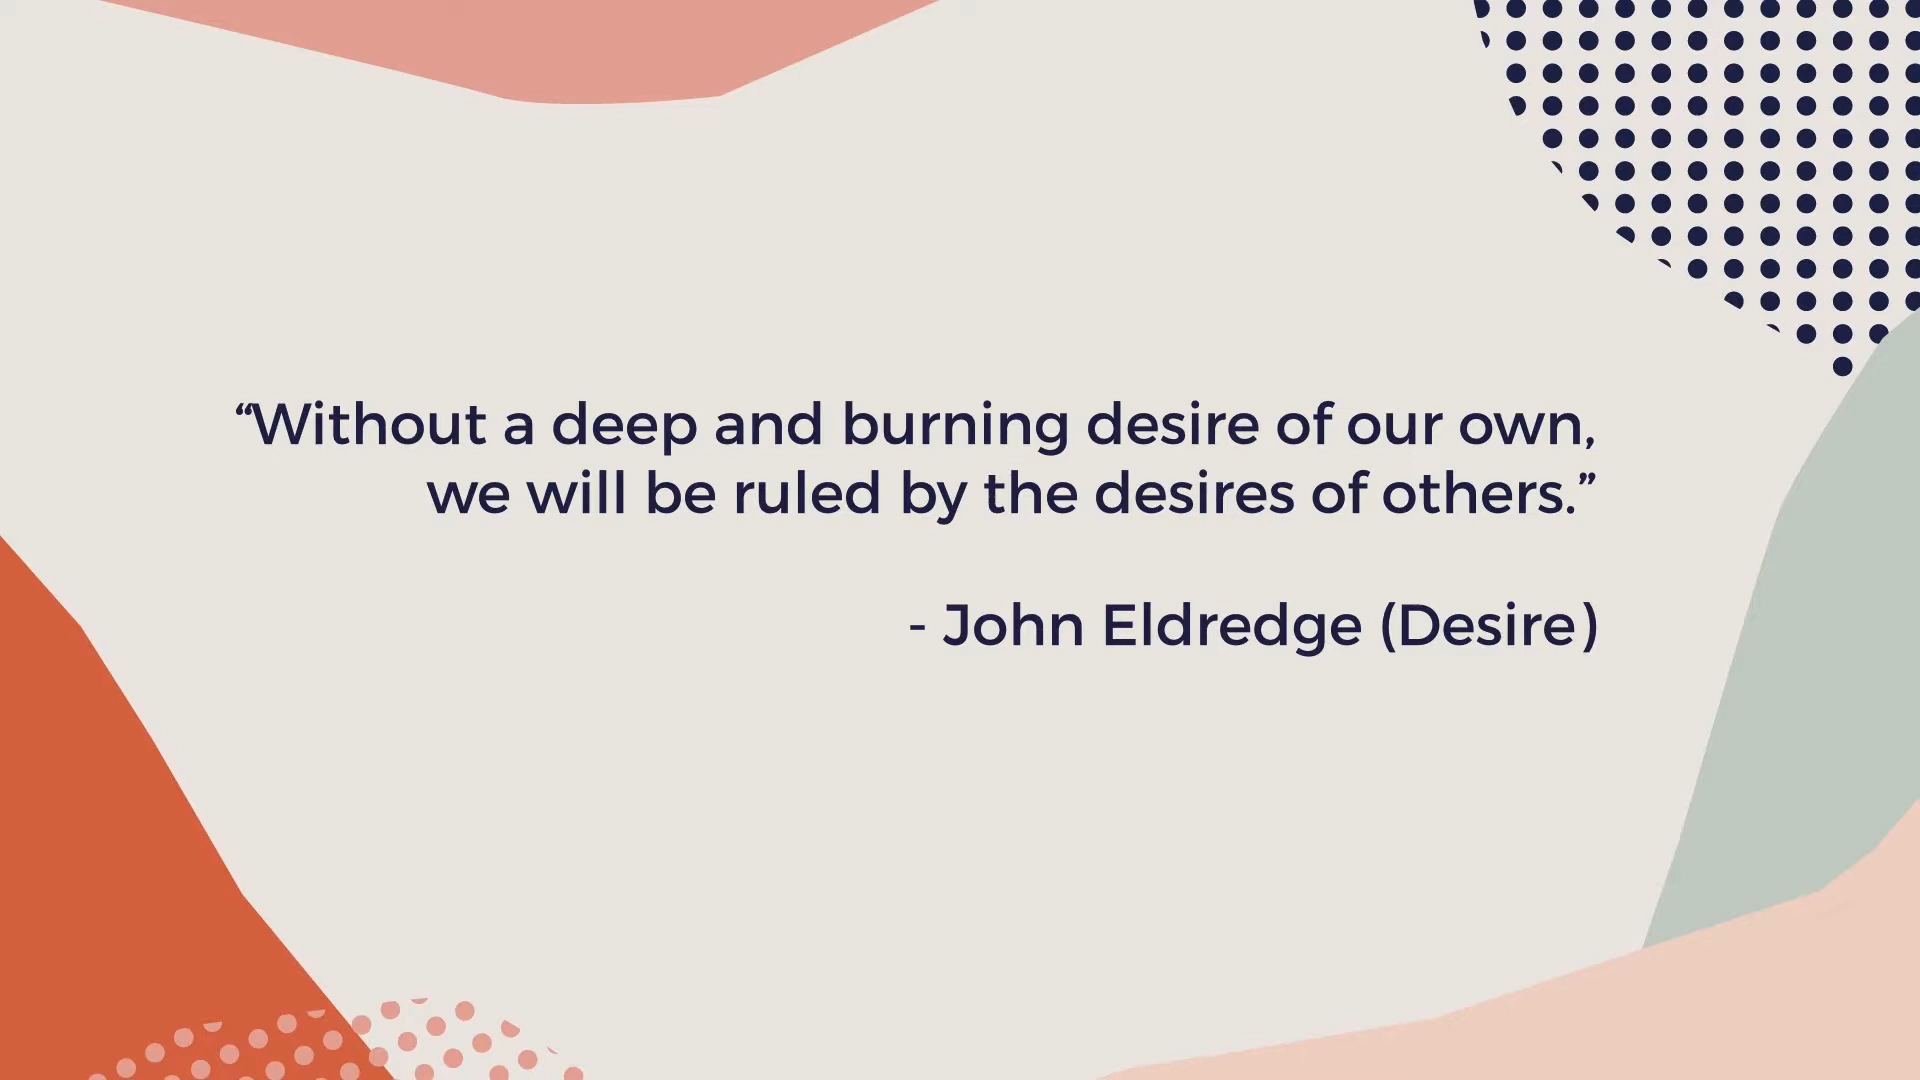 “Without a deep and burning desire of our own,
we will be ruled by the desires of others.”
- John Eldredge (Desire)